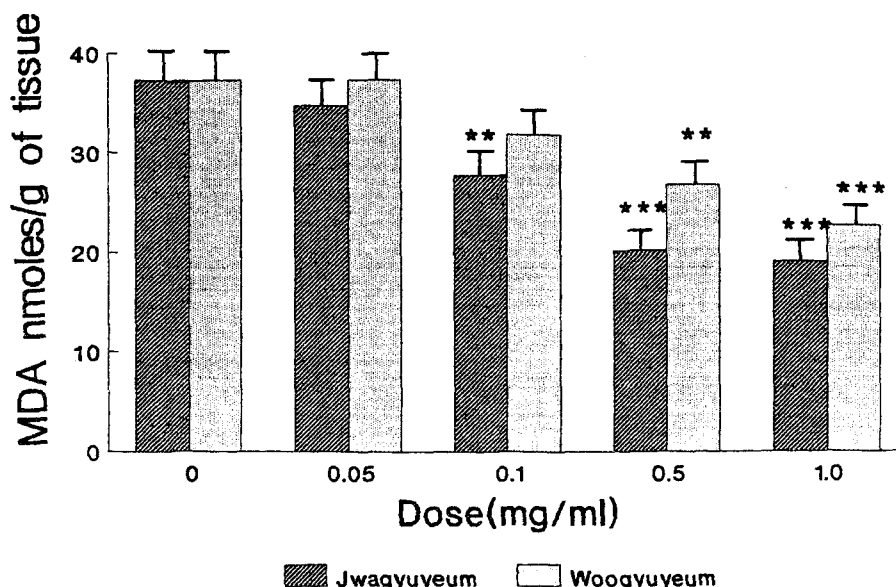 MDA nmoles/g of tissue
40
30
20
10
0
**
***
**
***
***
0 0.05 0.1 0.5 1.0
Dose(mg/ml)
Jwagyuyeum Woogyuyeum